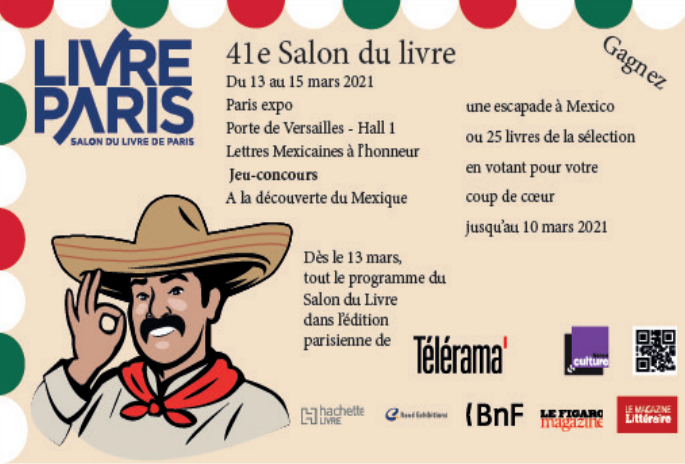 LIVRE
PARIS
SALON DU LIVRE DE PARIS
41e Salon du livre
Du 13 au 15 mars 2021
Paris expo
Porte de Versailles - Hall 1
Lettres Mexicaines à l'honneur
Jeu-concours
A la découverte du Mexique
Gagnez
une escapade à Mexico
ou 25 livres de la sélection
en votant pour votre
coup de cœur
jusqu'au 10 mars 2021
Dès le 13 mars,
tout le programme du
Salon du Livre
dans l'édition
parisienne de
Télérama'
culture
hachette
LIVRE
Reed Exhibitions
{BnF
LE FIGARO
magazine
LE MAGAZINE
Littéraire